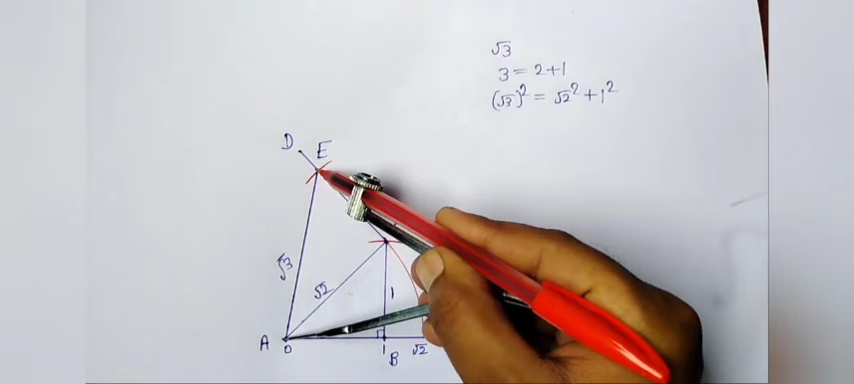 √3
3 = 2+1
(√3)² = √2² + 1²
D E
√3
√2
1
A 0 1 √2
B